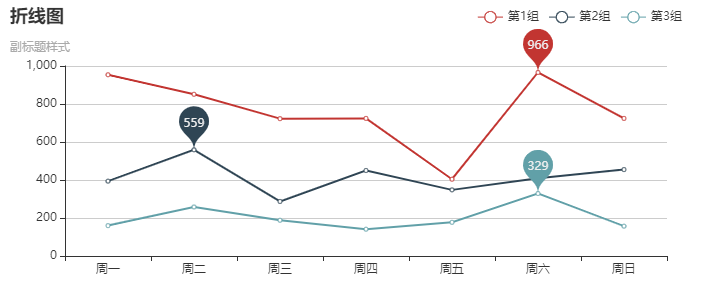 折线图
第1组 第2组 第3组
副标题样式
966
1,000
800
559
600
400
329
200
0
周一 周二 周三 周四 周五 周六 周日